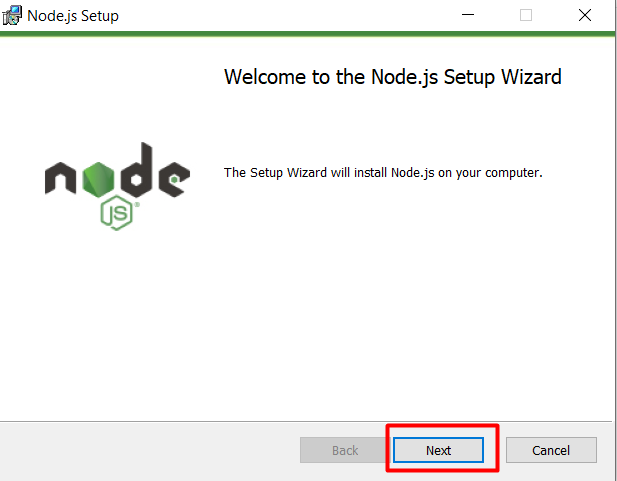 Node.js Setup
Welcome to the Node.js Setup Wizard
node
JS
The Setup Wizard will install Node.js on your computer.
Back
Next
Cancel